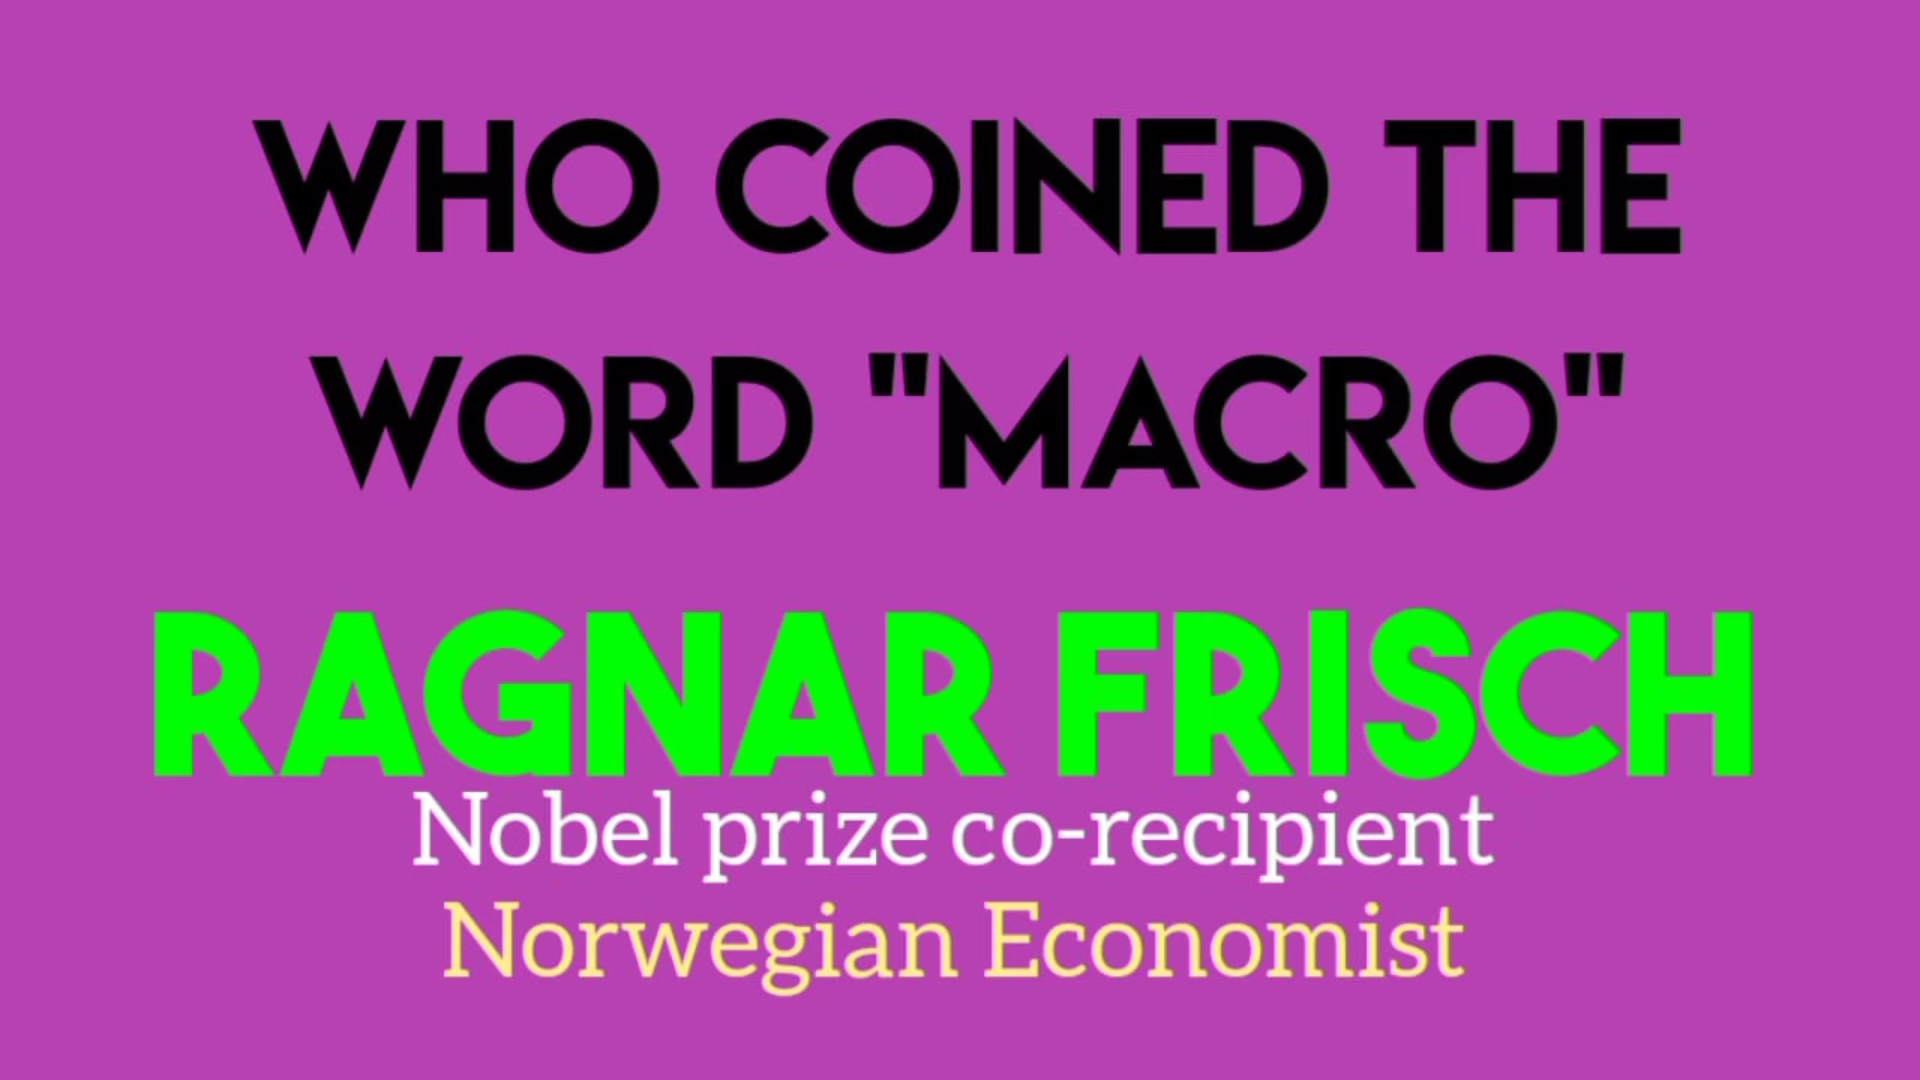 WHO COINED THE
WORD "MACRO"
RAGNAR FRISCH
Nobel prize co-recipient
Norwegian Economist